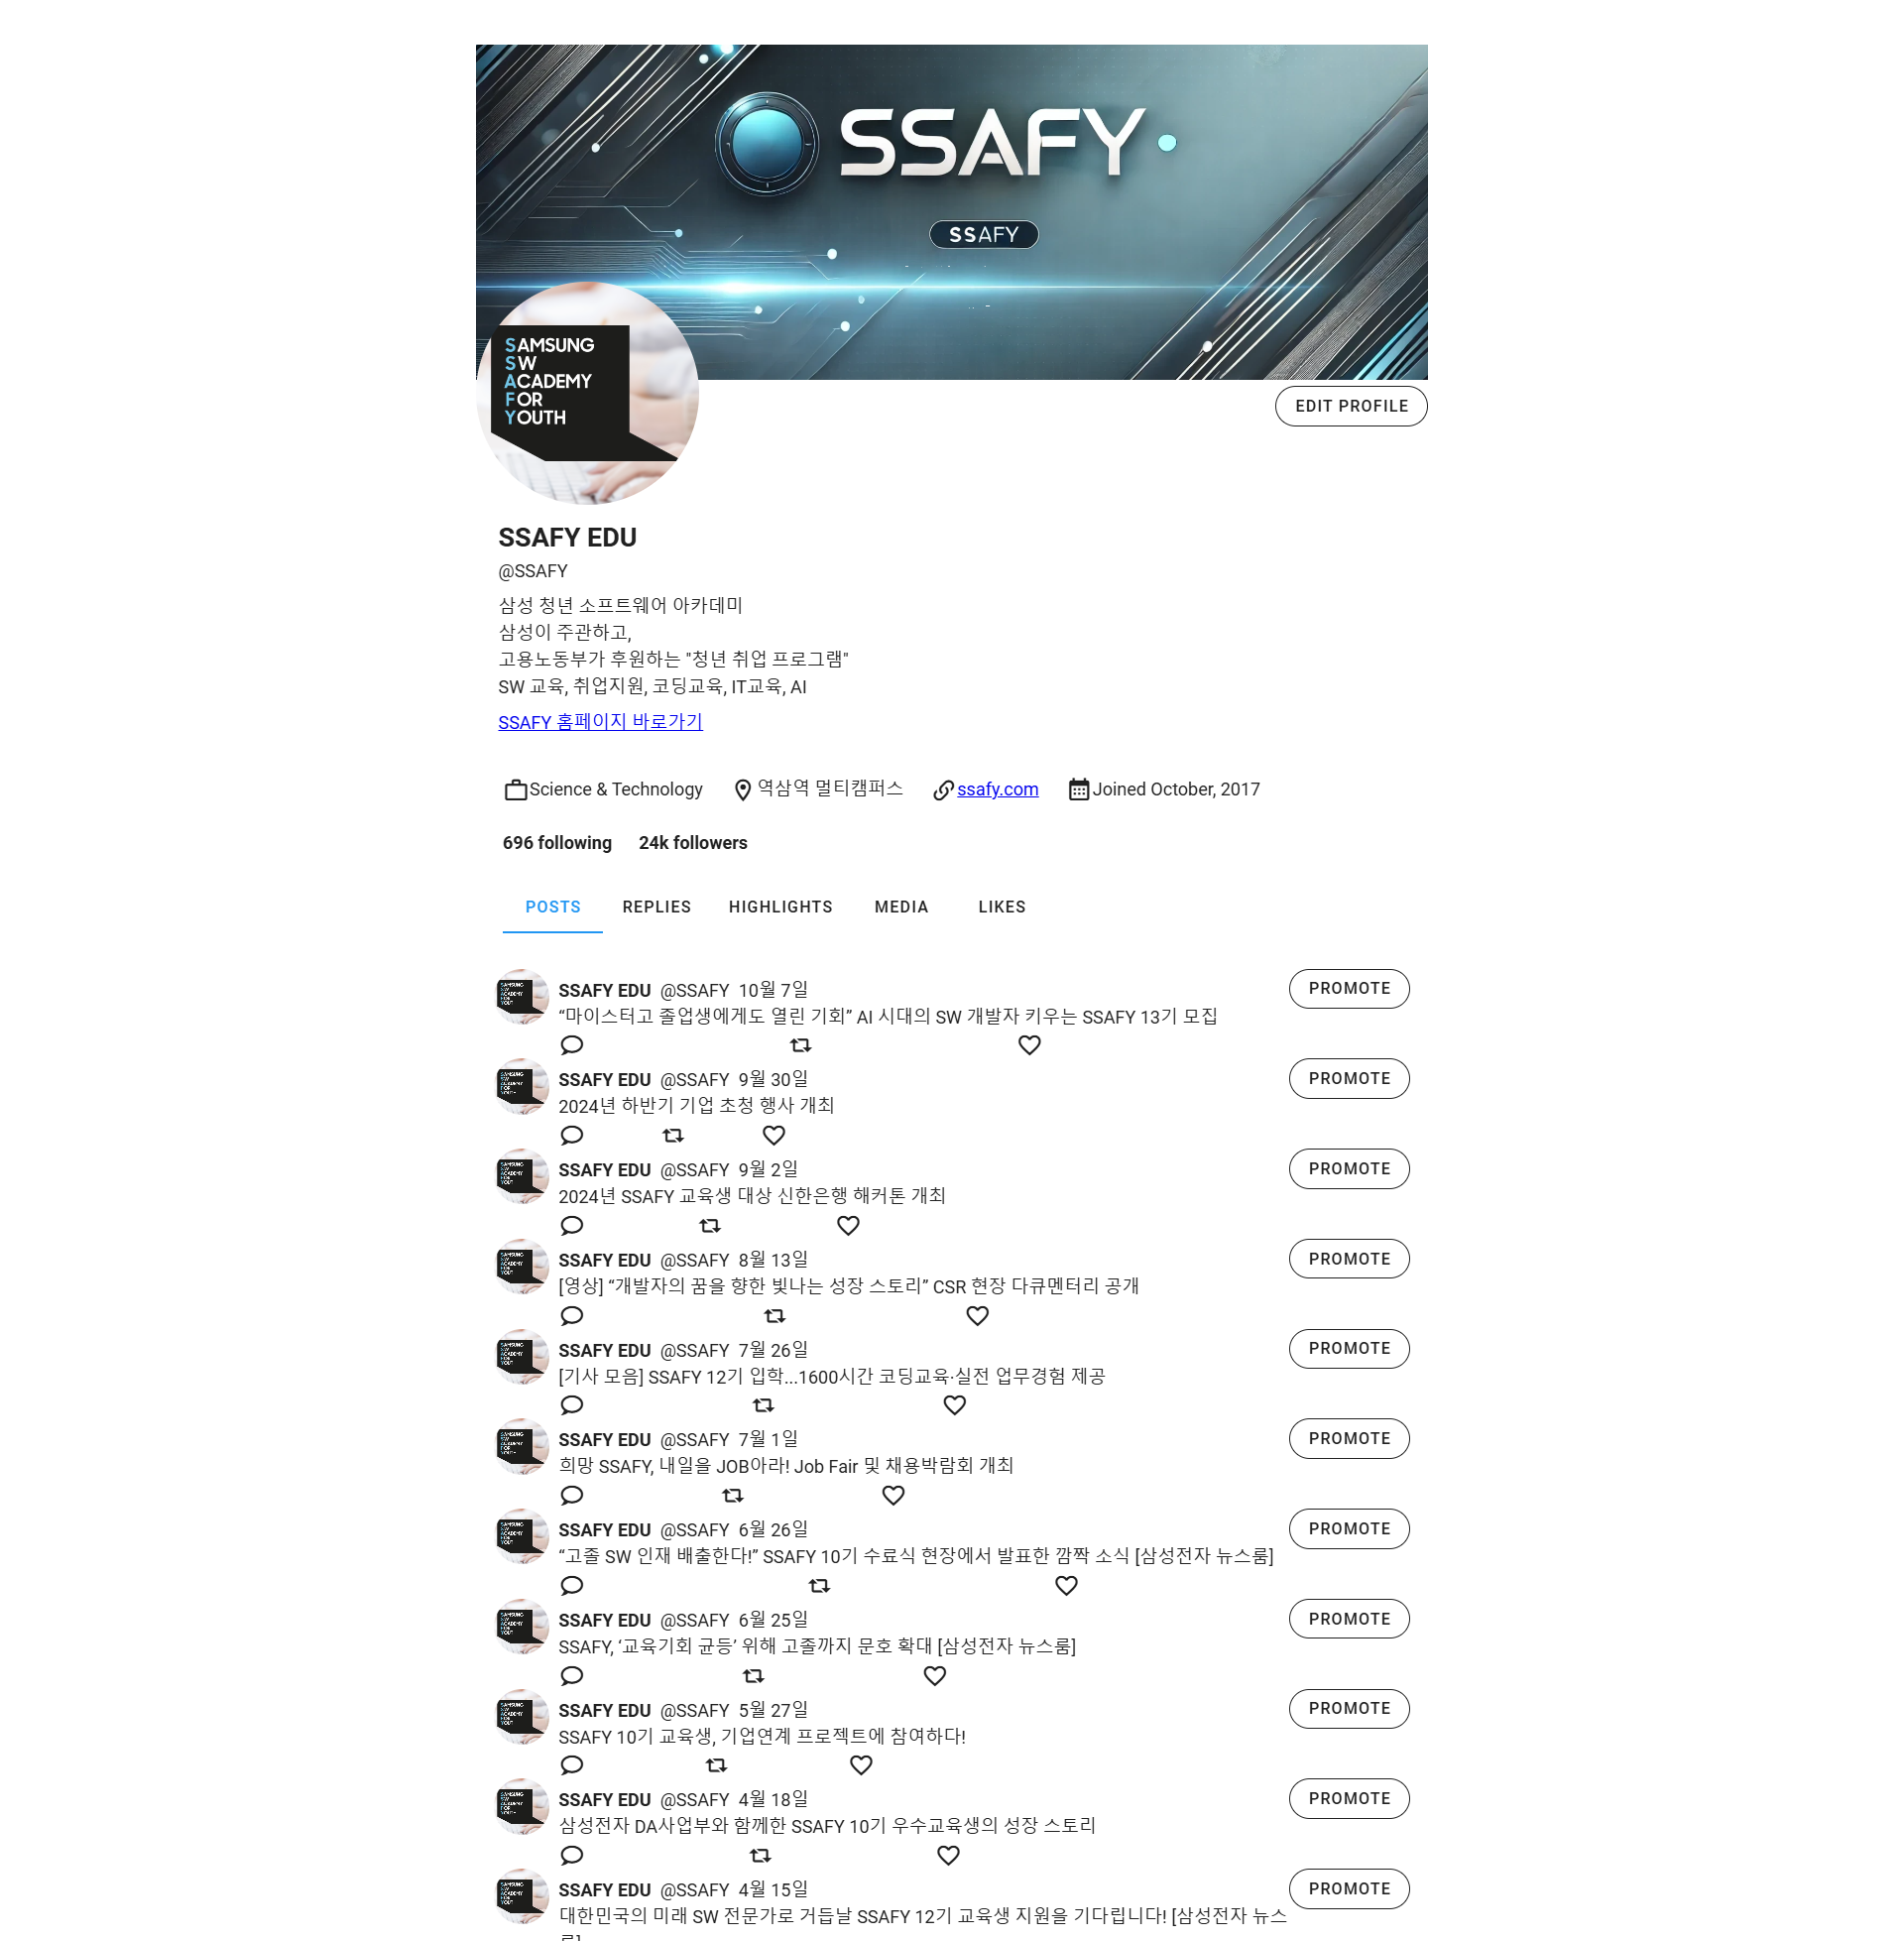 SSAFY
SSAFY
SAMSUNG
SW
ACADEMY
FOR
YOUTH
EDIT PROFILE
SSAFY EDU
@SSAFY
삼성 청년 소프트웨어 아카데미
삼성이 주관하고,
고용노동부가 후원하는 "청년 취업 프로그램"
SW 교육, 취업지원, 코딩교육, IT교육, AI
SSAFY 홈페이지 바로가기
Science & Technology 역삼역 멀티캠퍼스 ssafy.com Joined October, 2017
696 following 24k followers
POSTS REPLIES HIGHLIGHTS MEDIA LIKES
SSAFY EDU @SSAFY 10월 7일 PROMOTE
“마이스터고 졸업생에게도 열린 기회” AI 시대의 SW 개발자 키우는 SSAFY 13기 모집
SSAFY EDU @SSAFY 9월 30일 PROMOTE
2024년 하반기 기업 초청 행사 개최
SSAFY EDU @SSAFY 9월 2일 PROMOTE
2024년 SSAFY 교육생 대상 신한은행 해커톤 개최
SSAFY EDU @SSAFY 8월 13일 PROMOTE
[영상] “개발자의 꿈을 향한 빛나는 성장 스토리” CSR 현장 다큐멘터리 공개
SSAFY EDU @SSAFY 7월 26일 PROMOTE
[기사 모음] SSAFY 12기 입학...1600시간 코딩교육·실전 업무경험 제공
SSAFY EDU @SSAFY 7월 1일 PROMOTE
희망 SSAFY, 내일을 JOB아라! Job Fair 및 채용박람회 개최
SSAFY EDU @SSAFY 6월 26일 PROMOTE
“고졸 SW 인재 배출한다!” SSAFY 10기 수료식 현장에서 발표한 깜짝 소식 [삼성전자 뉴스룸]
SSAFY EDU @SSAFY 6월 25일 PROMOTE
SSAFY, ‘교육기회 균등’ 위해 고졸까지 문호 확대 [삼성전자 뉴스룸]
SSAFY EDU @SSAFY 5월 27일 PROMOTE
SSAFY 10기 교육생, 기업연계 프로젝트에 참여하다!
SSAFY EDU @SSAFY 4월 18일 PROMOTE
삼성전자 DA사업부와 함께한 SSAFY 10기 우수교육생의 성장 스토리
SSAFY EDU @SSAFY 4월 15일 PROMOTE
대한민국의 미래 SW 전문가로 거듭날 SSAFY 12기 교육생 지원을 기다립니다! [삼성전자 뉴스